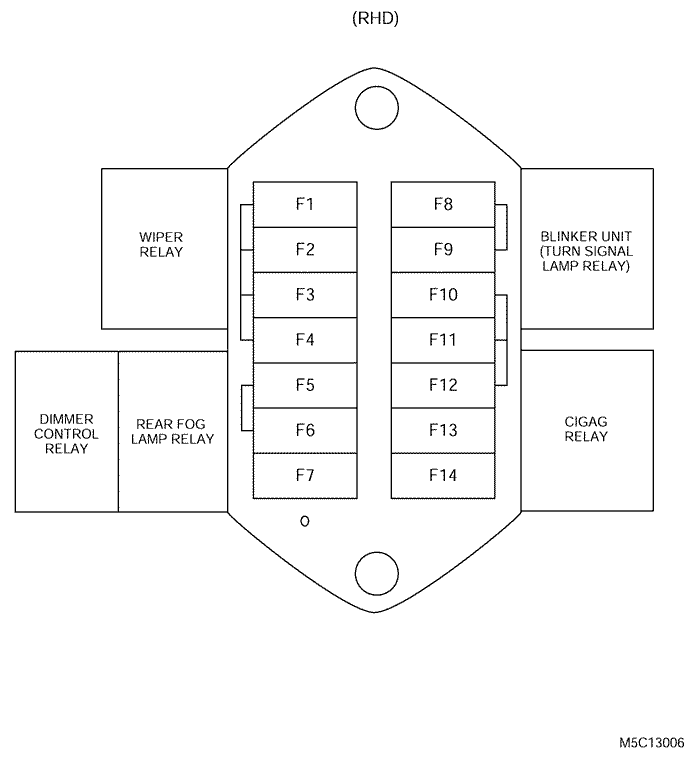 (RHD)
WIPER
RELAY
F1
F2
F3
F4
F5
F6
F7
F8
F9
F10
F11
F12
F13
F14
BLINKER UNIT
(TURN SIGNAL
LAMP RELAY)
DIMMER
CONTROL
RELAY
REAR FOG
LAMP RELAY
CIGAG
RELAY
O
M5C13006